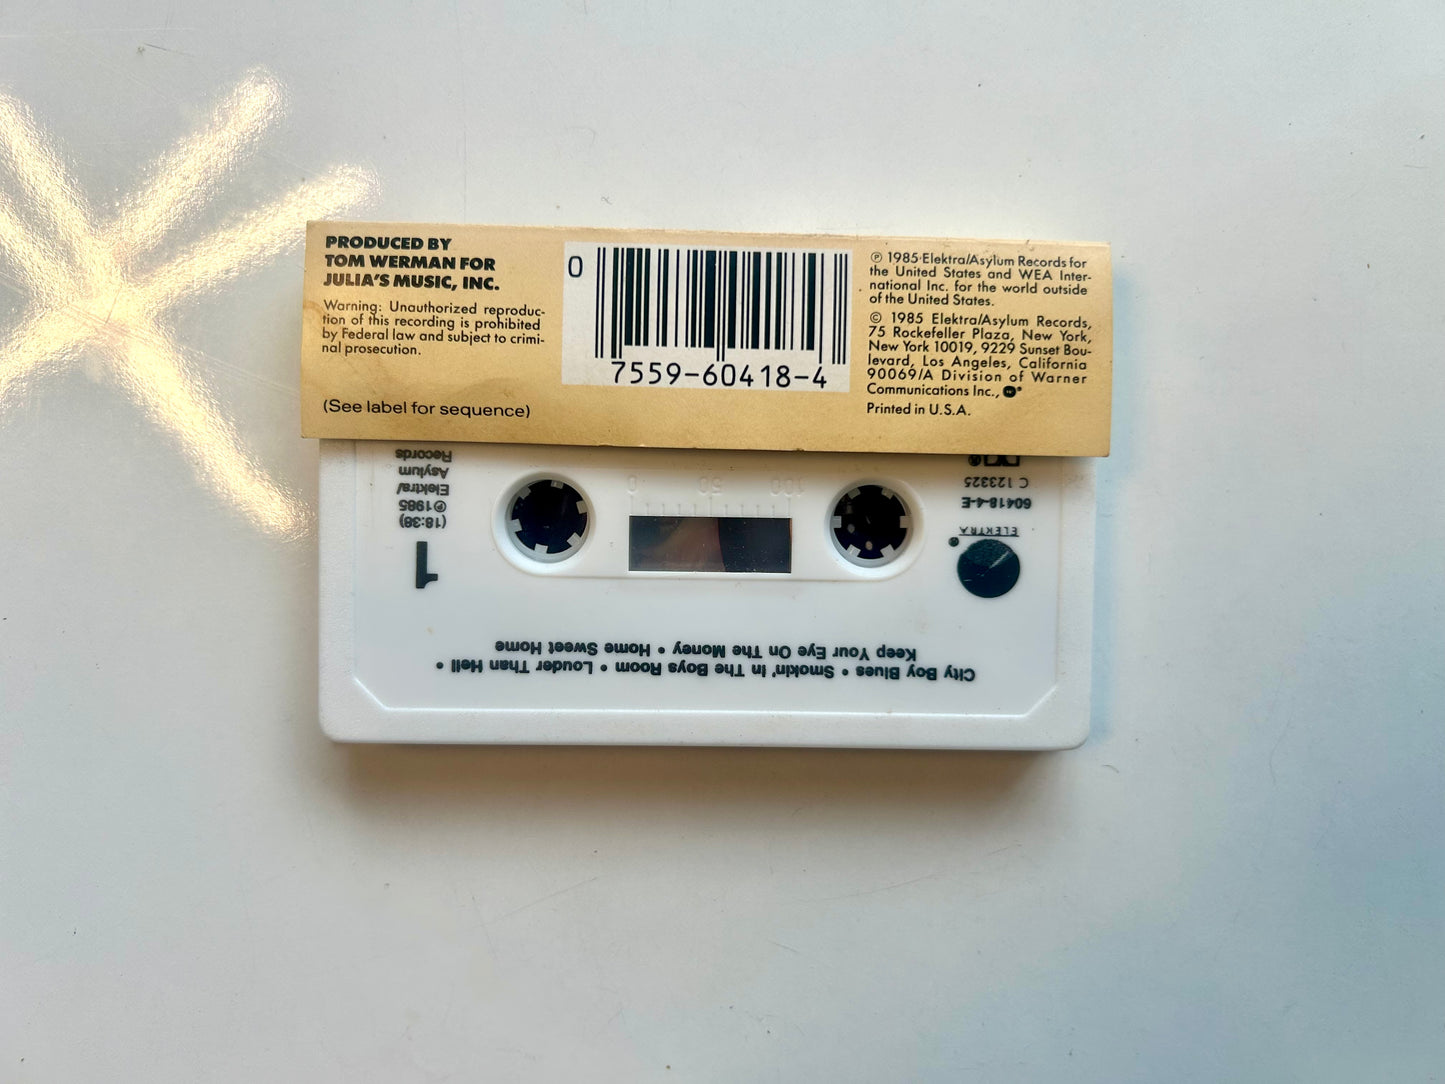 PRODUCED BY
TOM WERMAN FOR
JULIA'S MUSIC, INC.
Warning: Unauthorized reproduc-
tion of this recording is prohibited
by Federal law and subject to crimi-
nal prosecution.
(See label for sequence)
0
7559-60418-4
℗ 1985 Elektra/Asylum Records for
the United States and WEA Inter-
national Inc. for the world outside
of the United States.
© 1985 Elektra/Asylum Records,
75 Rockefeller Plaza, New York,
New York 10019, 9229 Sunset Bou-
levard, Los Angeles, California
90069/A Division of Warner
Communications Inc.,
Printed in U.S.A.
City Boy Blues • Smokin' In The Boys Room • Louder Than Hell •
Keep Your Eye On The Money • Home Sweet Home
ELEKTRA
60418-4-E
C 123325
1
(18:38)
℗1985
Elektra/
Asylum
Records
0 50 100